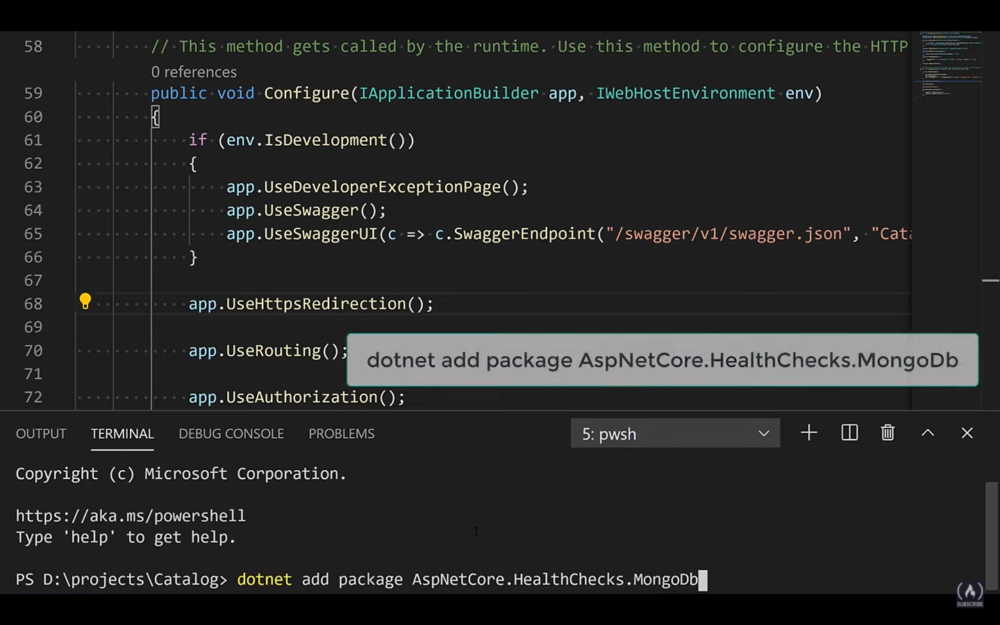 58 // This method gets called by the runtime. Use this method to configure the HTTP
0 references
59 public void Configure(IApplicationBuilder app, IWebHostEnvironment env)
60 {
61 if (env.IsDevelopment())
62 {
63 app.UseDeveloperExceptionPage();
64 app.UseSwagger();
65 app.UseSwaggerUI(c => c.SwaggerEndpoint("/swagger/v1/swagger.json", "Cata
66 }
67
68 app.UseHttpsRedirection();
69
70 app.UseRouting();
dotnet add package AspNetCore.HealthChecks.MongoDb
71
72 app.UseAuthorization();
OUTPUT TERMINAL DEBUG CONSOLE PROBLEMS 5: pwsh
Copyright (c) Microsoft Corporation.
https://aka.ms/powershell
Type 'help' to get help.
PS D:\projects\Catalog> dotnet add package AspNetCore.HealthChecks.MongoDb
SUBSCRIBE